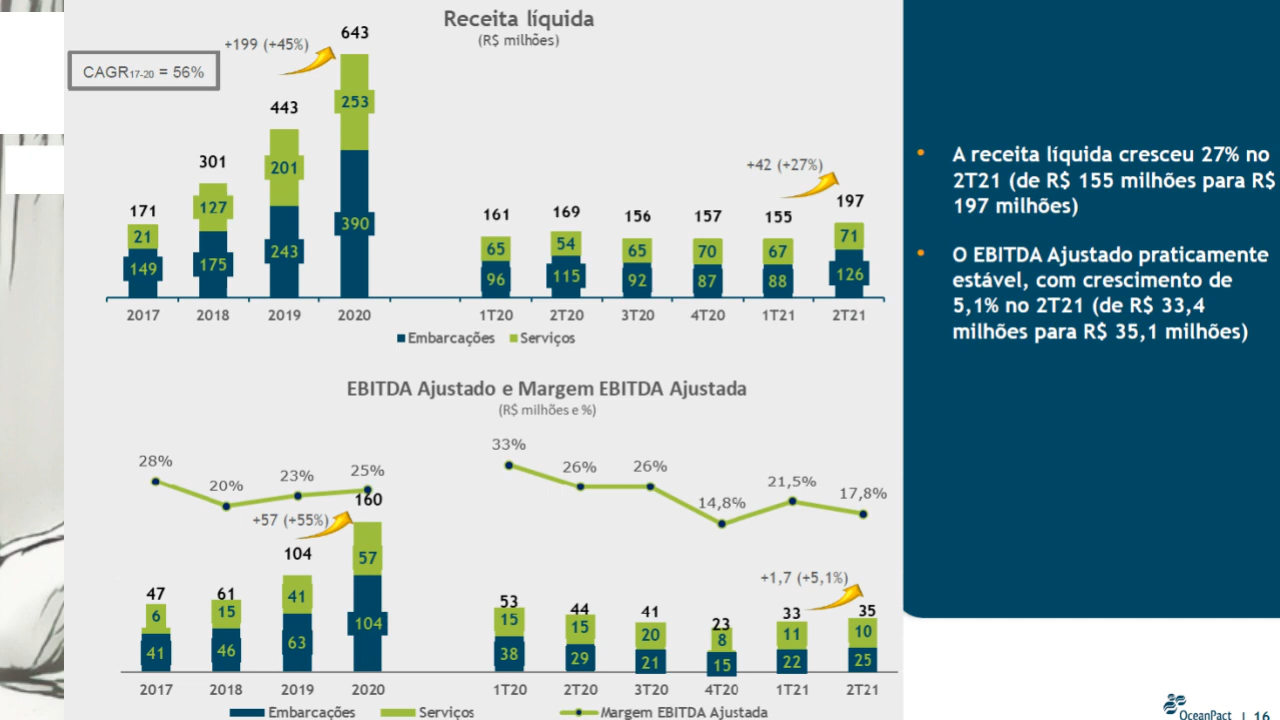 Receita líquida
(R$ milhões)
CAGR17-20 = 56%
+199 (+45%)
643
443
301
171
253
201
127
21
390
243
175
149
2017 2018 2019 2020
+42 (+27%)
161 169 156 157 155 197
65 54 65 70 67 71
96 115 92 87 88 126
1T20 2T20 3T20 4T20 1T21 2T21
Embarcações Serviços
EBITDA Ajustado e Margem EBITDA Ajustada
(R$ milhões e %)
28% 20% 23% 25%
+57 (+55%)
47 61 104 160
6 15 41 57
41 46 63 104
2017 2018 2019 2020
33% 26% 26% 14,8% 21,5% 17,8%
+1,7 (+5,1%)
53 44 41 23 33 35
15 15 20 8 11 10
38 29 21 15 22 25
1T20 2T20 3T20 4T20 1T21 2T21
Embarcações Serviços Margem EBITDA Ajustada
• A receita líquida cresceu 27% no
2T21 (de R$ 155 milhões para R$
197 milhões)
• O EBITDA Ajustado praticamente
estável, com crescimento de
5,1% no 2T21 (de R$ 33,4
milhões para R$ 35,1 milhões)
OceanPact | 16